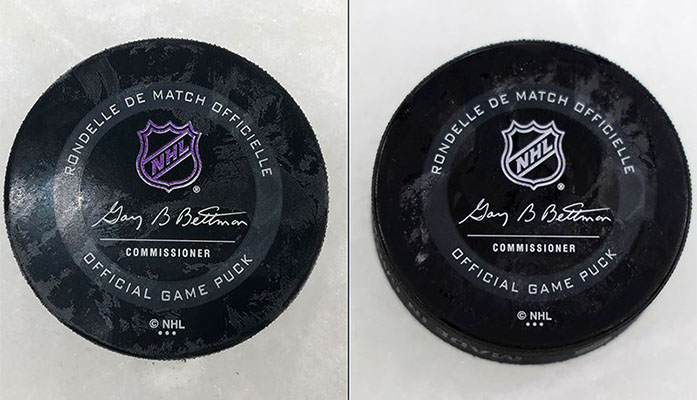 RONDELLE DE MATCH OFFICIELLE
NHL
®
Gary B Bettman
COMMISSIONER
OFFICIAL GAME PUCK
© NHL
RONDELLE DE MATCH OFFICIELLE
NHL
®
Gary B Bettman
COMMISSIONER
OFFICIAL GAME PUCK
© NHL
MADE